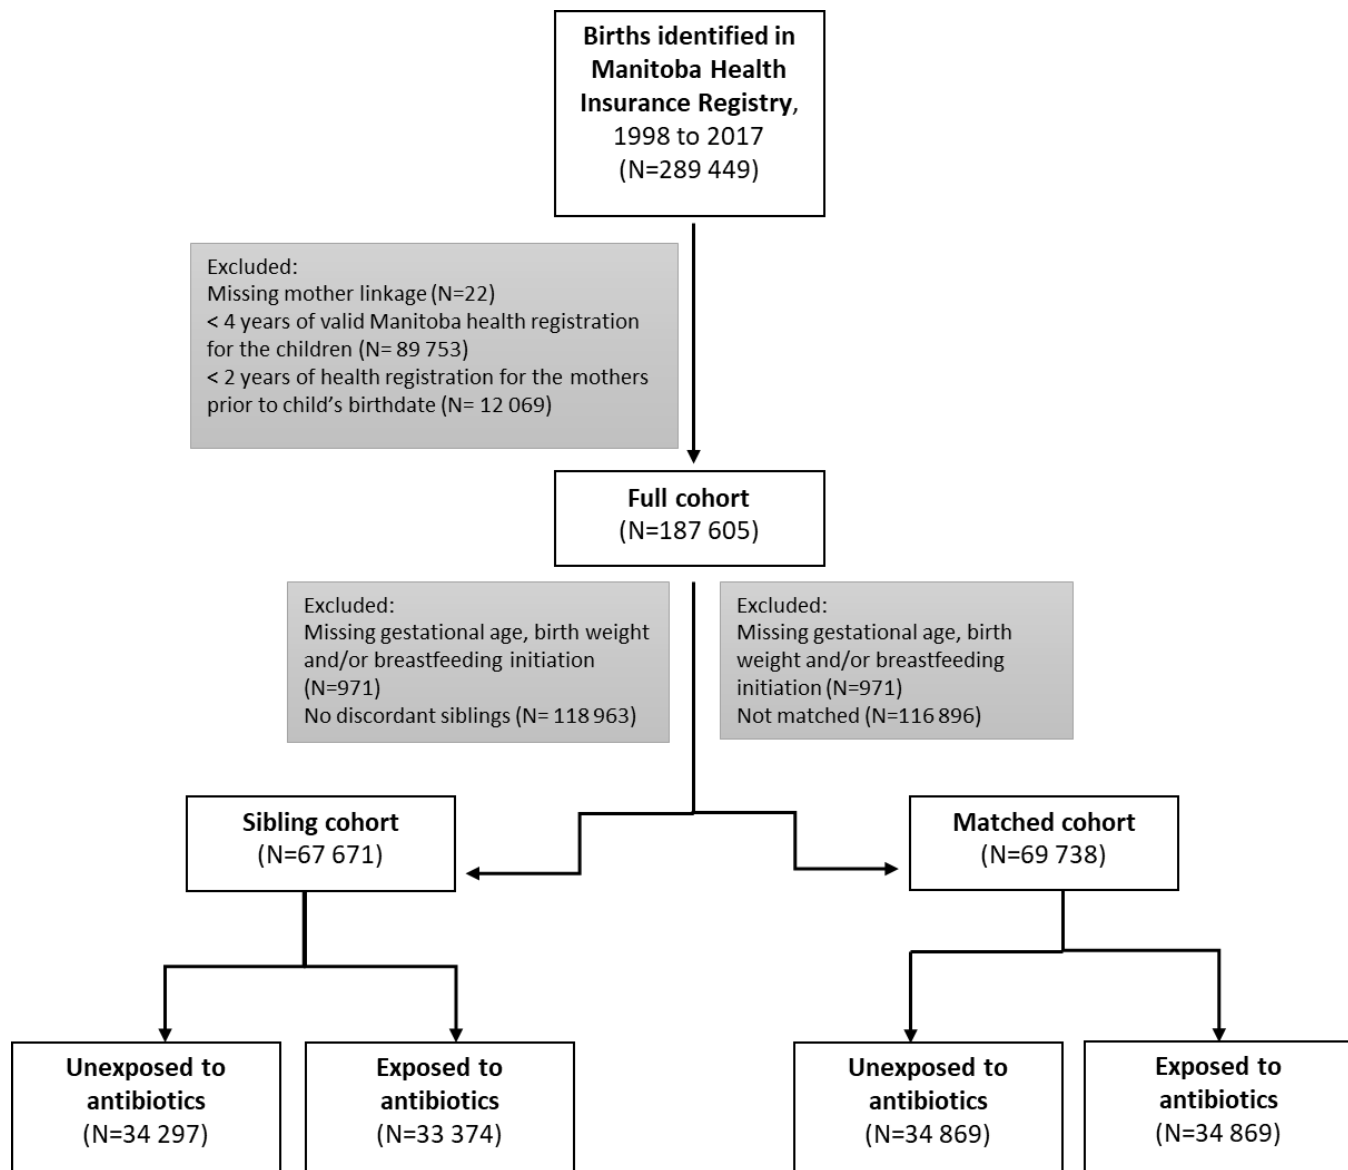 Births identified in
Manitoba Health
Insurance Registry,
1998 to 2017
(N=289 449)
Excluded:
Missing mother linkage (N=22)
< 4 years of valid Manitoba health registration
for the children (N= 89 753)
< 2 years of health registration for the mothers
prior to child's birthdate (N= 12 069)
Full cohort
(N=187 605)
Excluded:
Missing gestational age, birth weight
and/or breastfeeding initiation
(N=971)
No discordant siblings (N= 118 963)
Excluded:
Missing gestational age, birth
weight and/or breastfeeding
initiation (N=971)
Not matched (N=116 896)
Sibling cohort
(N=67 671)
Matched cohort
(N=69 738)
Unexposed to
antibiotics
(N=34 297)
Exposed to
antibiotics
(N=33 374)
Unexposed to
antibiotics
(N=34 869)
Exposed to
antibiotics
(N=34 869)